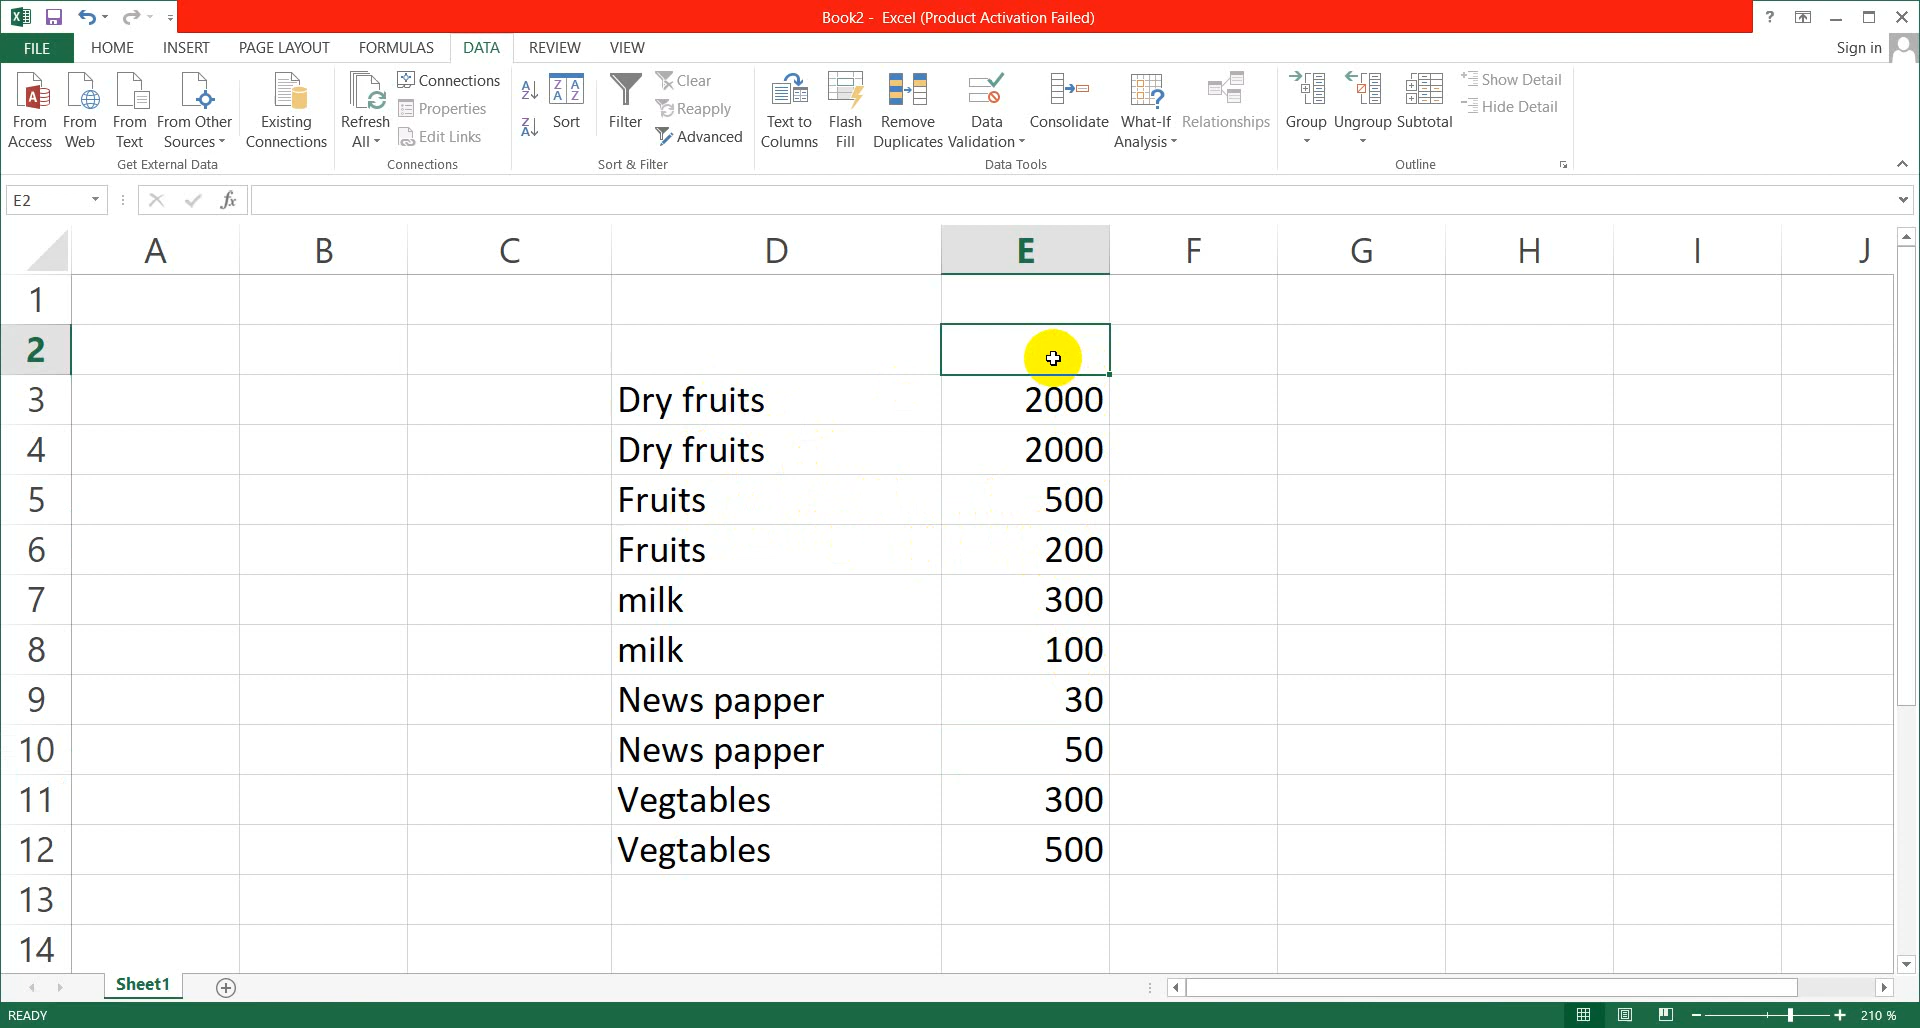 Book2 - Excel (Product Activation Failed)
?
FILE HOME INSERT PAGE LAYOUT FORMULAS DATA REVIEW VIEW Sign in
From Access
From Web
From Text
From Other Sources
Get External Data
Existing Connections
Refresh All
Connections
Properties
Edit Links
Connections
Sort
Filter
Clear
Reapply
Advanced
Sort & Filter
Text to Columns
Flash Fill
Remove Duplicates
Data Validation
Consolidate
What-If Analysis
Relationships
Data Tools
Group
Ungroup
Subtotal
Show Detail
Hide Detail
Outline
E2 fx
A B C D E F G H I J
1
2
3 Dry fruits 2000
4 Dry fruits 2000
5 Fruits 500
6 Fruits 200
7 milk 300
8 milk 100
9 News papper 30
10 News papper 50
11 Vegtables 300
12 Vegtables 500
13
14
Sheet1
READY 210 %